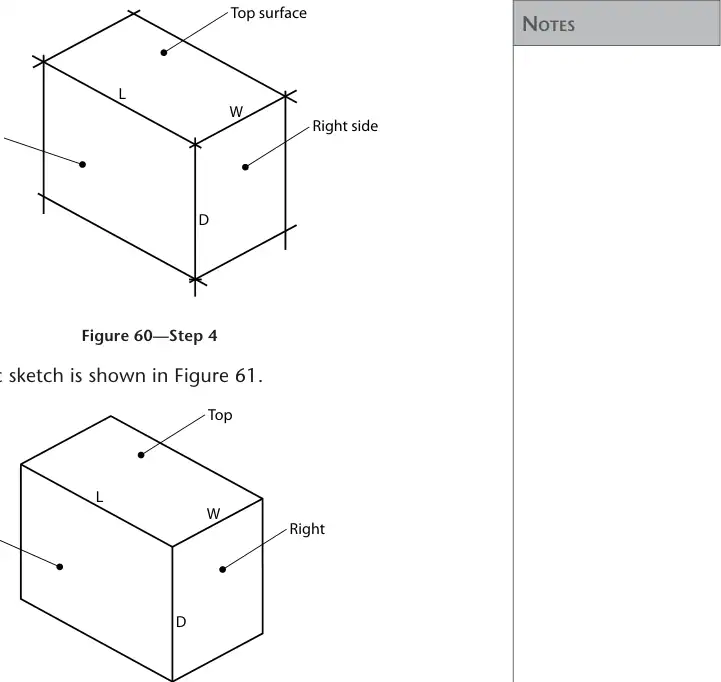 Top surface
NOTES
L
W
Right side
D
Figure 60—Step 4
sketch is shown in Figure 61.
Top
L
W
Right
D